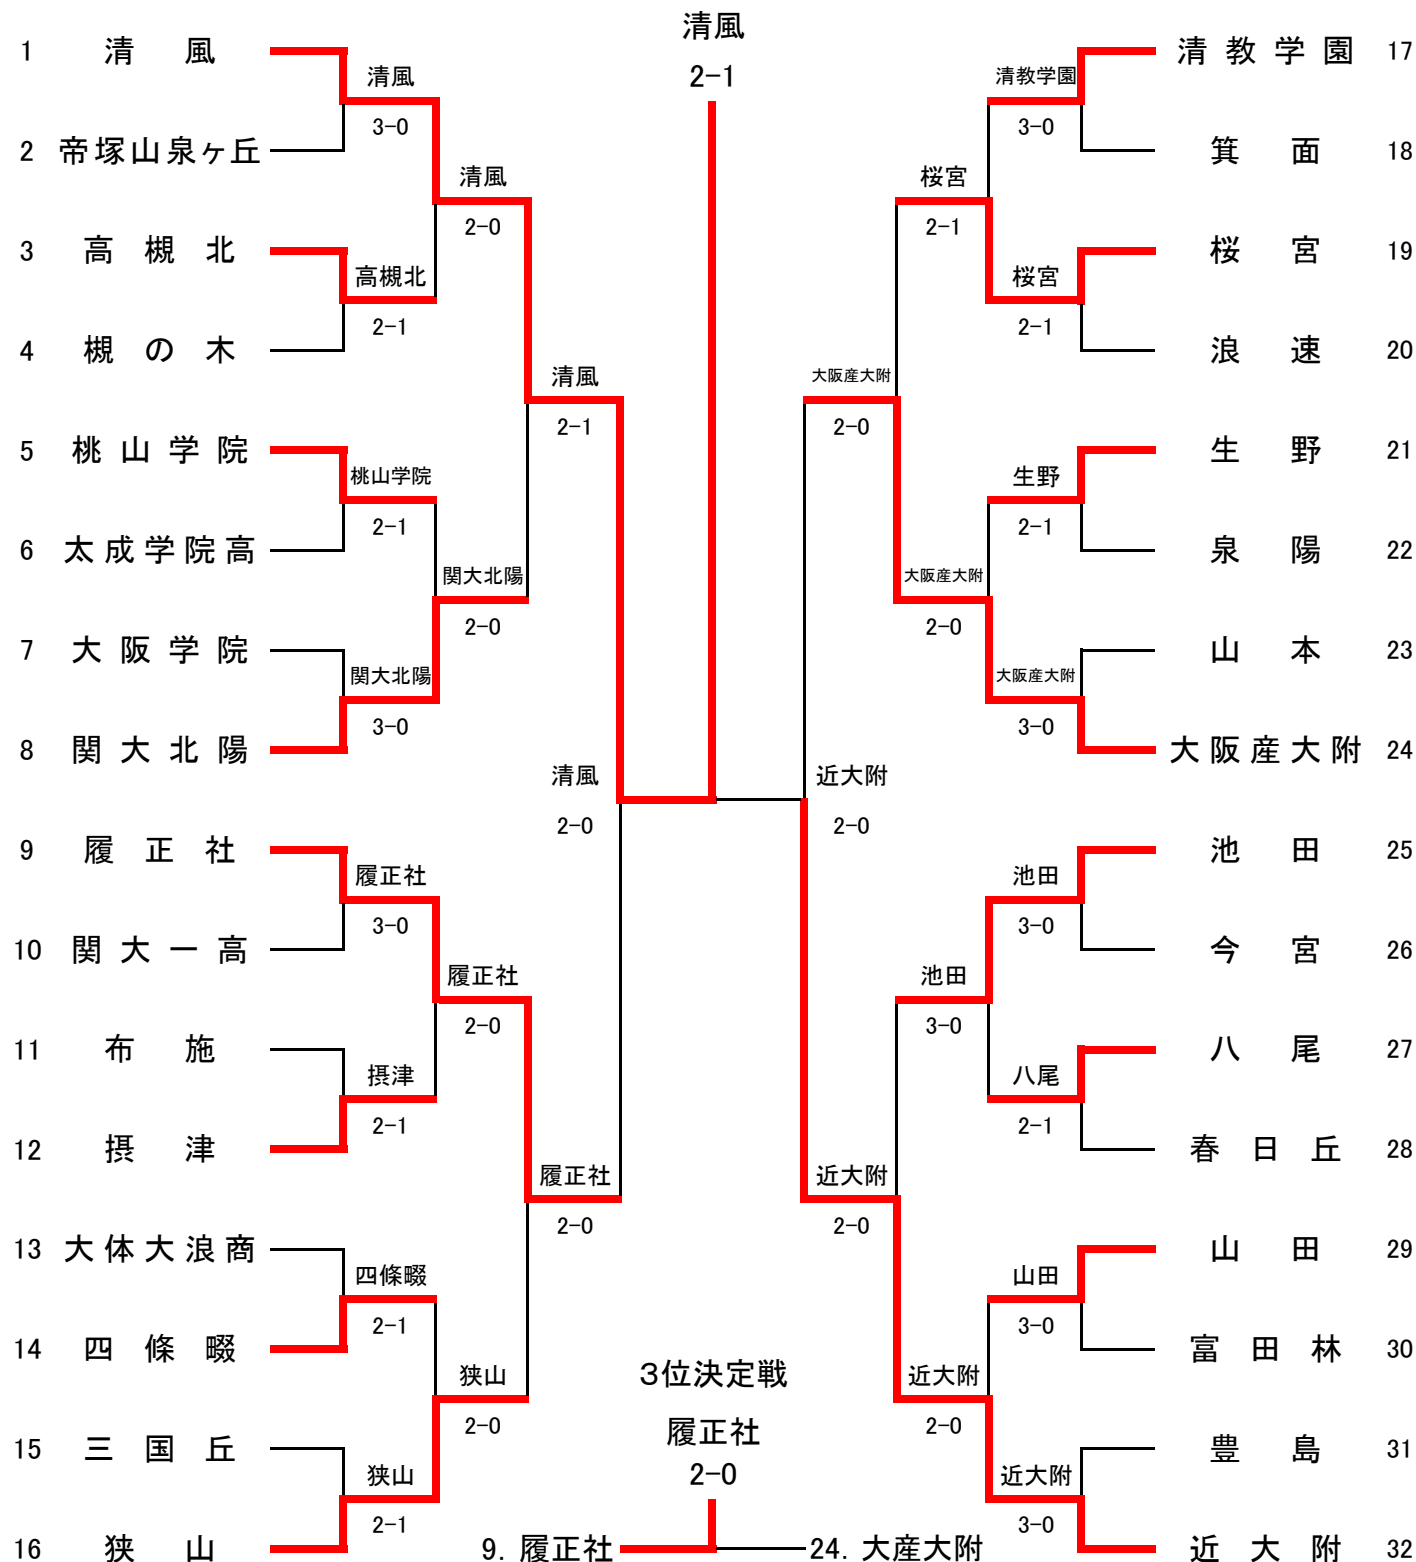 清風
2-1
1 清風
清風
3-0
2 帝塚山泉ヶ丘
清風
2-0
3 高槻北
高槻北
2-1
4 槻の木
清風
2-1
5 桃山学院
桃山学院
2-1
6 太成学院高
関大北陽
2-0
7 大阪学院
関大北陽
3-0
8 関大北陽
清風
2-0
9 履正社
履正社
3-0
10 関大一高
履正社
2-0
11 布施
摂津
2-1
12 摂津
履正社
2-0
13 大体大浪商
四條畷
2-1
14 四條畷
狭山
2-0
15 三国丘
狭山
2-1
16 狭山
清教学園 17
清教学園
3-0
箕面 18
桜宮
2-1
桜宮 19
桜宮
2-1
浪速 20
大阪産大附
2-0
生野 21
生野
2-1
泉陽 22
大阪産大附
2-0
山本 23
大阪産大附
3-0
大阪産大附 24
近大附
2-0
池田 25
池田
3-0
今宮 26
池田
3-0
八尾 27
八尾
2-1
春日丘 28
近大附
2-0
山田 29
山田
3-0
富田林 30
近大附
2-0
豊島 31
近大附
3-0
近大附 32
3位決定戦
履正社
2-0
9. 履正社
24. 大産大附